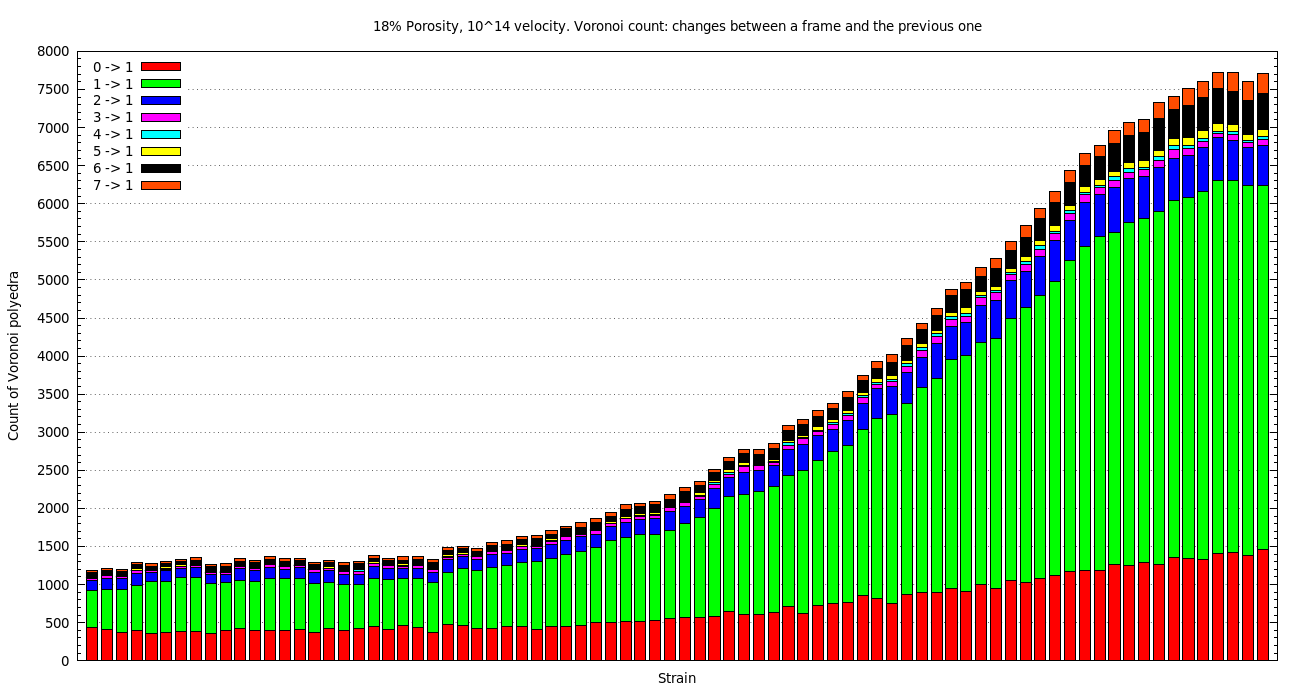 18% Porosity, 10^14 velocity. Voronoi count: changes between a frame and the previous one
8000
7500
7000
6500
6000
5500
5000
4500
4000
3500
3000
2500
2000
1500
1000
500
0
Count of Voronoi polyedra
0 -> 1
1 -> 1
2 -> 1
3 -> 1
4 -> 1
5 -> 1
6 -> 1
7 -> 1
Strain